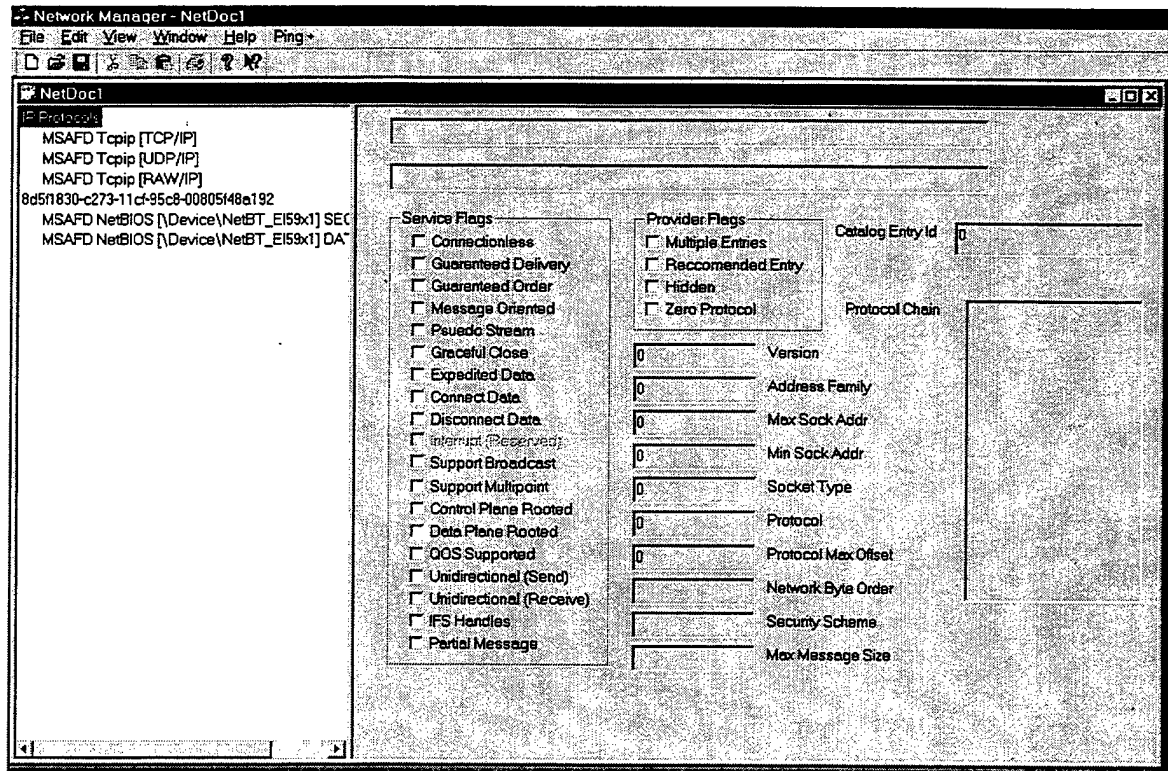 Network Manager - NetDoc1
File Edit View Window Help Ping
NetDoc1
IP Protocols
MSAFD Tcpip [TCP/IP]
MSAFD Tcpip [UDP/IP]
MSAFD Tcpip [RAW/IP]
8d5f1830-c273-11cf-95c8-00805f48a192
MSAFD NetBIOS [\Device\NetBT_El59x1] SEQ
MSAFD NetBIOS [\Device\NetBT_El59x1] DAT
Service Flags
Connectionless
Guarenteed Delivery
Guarenteed Order
Message Oriented
Psuedo Stream
Graceful Close
Expedited Data
Connect Data
Disconnect Data
Interrupt (Reserved)
Support Broadcast
Support Multipoint
Control Plane Rooted
Data Plane Rooted
QOS Supported
Unidirectional (Send)
Unidirectional (Receive)
IFS Handles
Partial Message
Provider Flags
Multiple Entries
Reccomended Entry
Hidden
Zero Protocol
0 Version
0 Address Family
0 Max Sock Addr
0 Min Sock Addr
0 Socket Type
0 Protocol
0 Protocol Max Offset
Network Byte Order
Security Scheme
Max Message Size
Catalog Entry Id 0
Protocol Chain